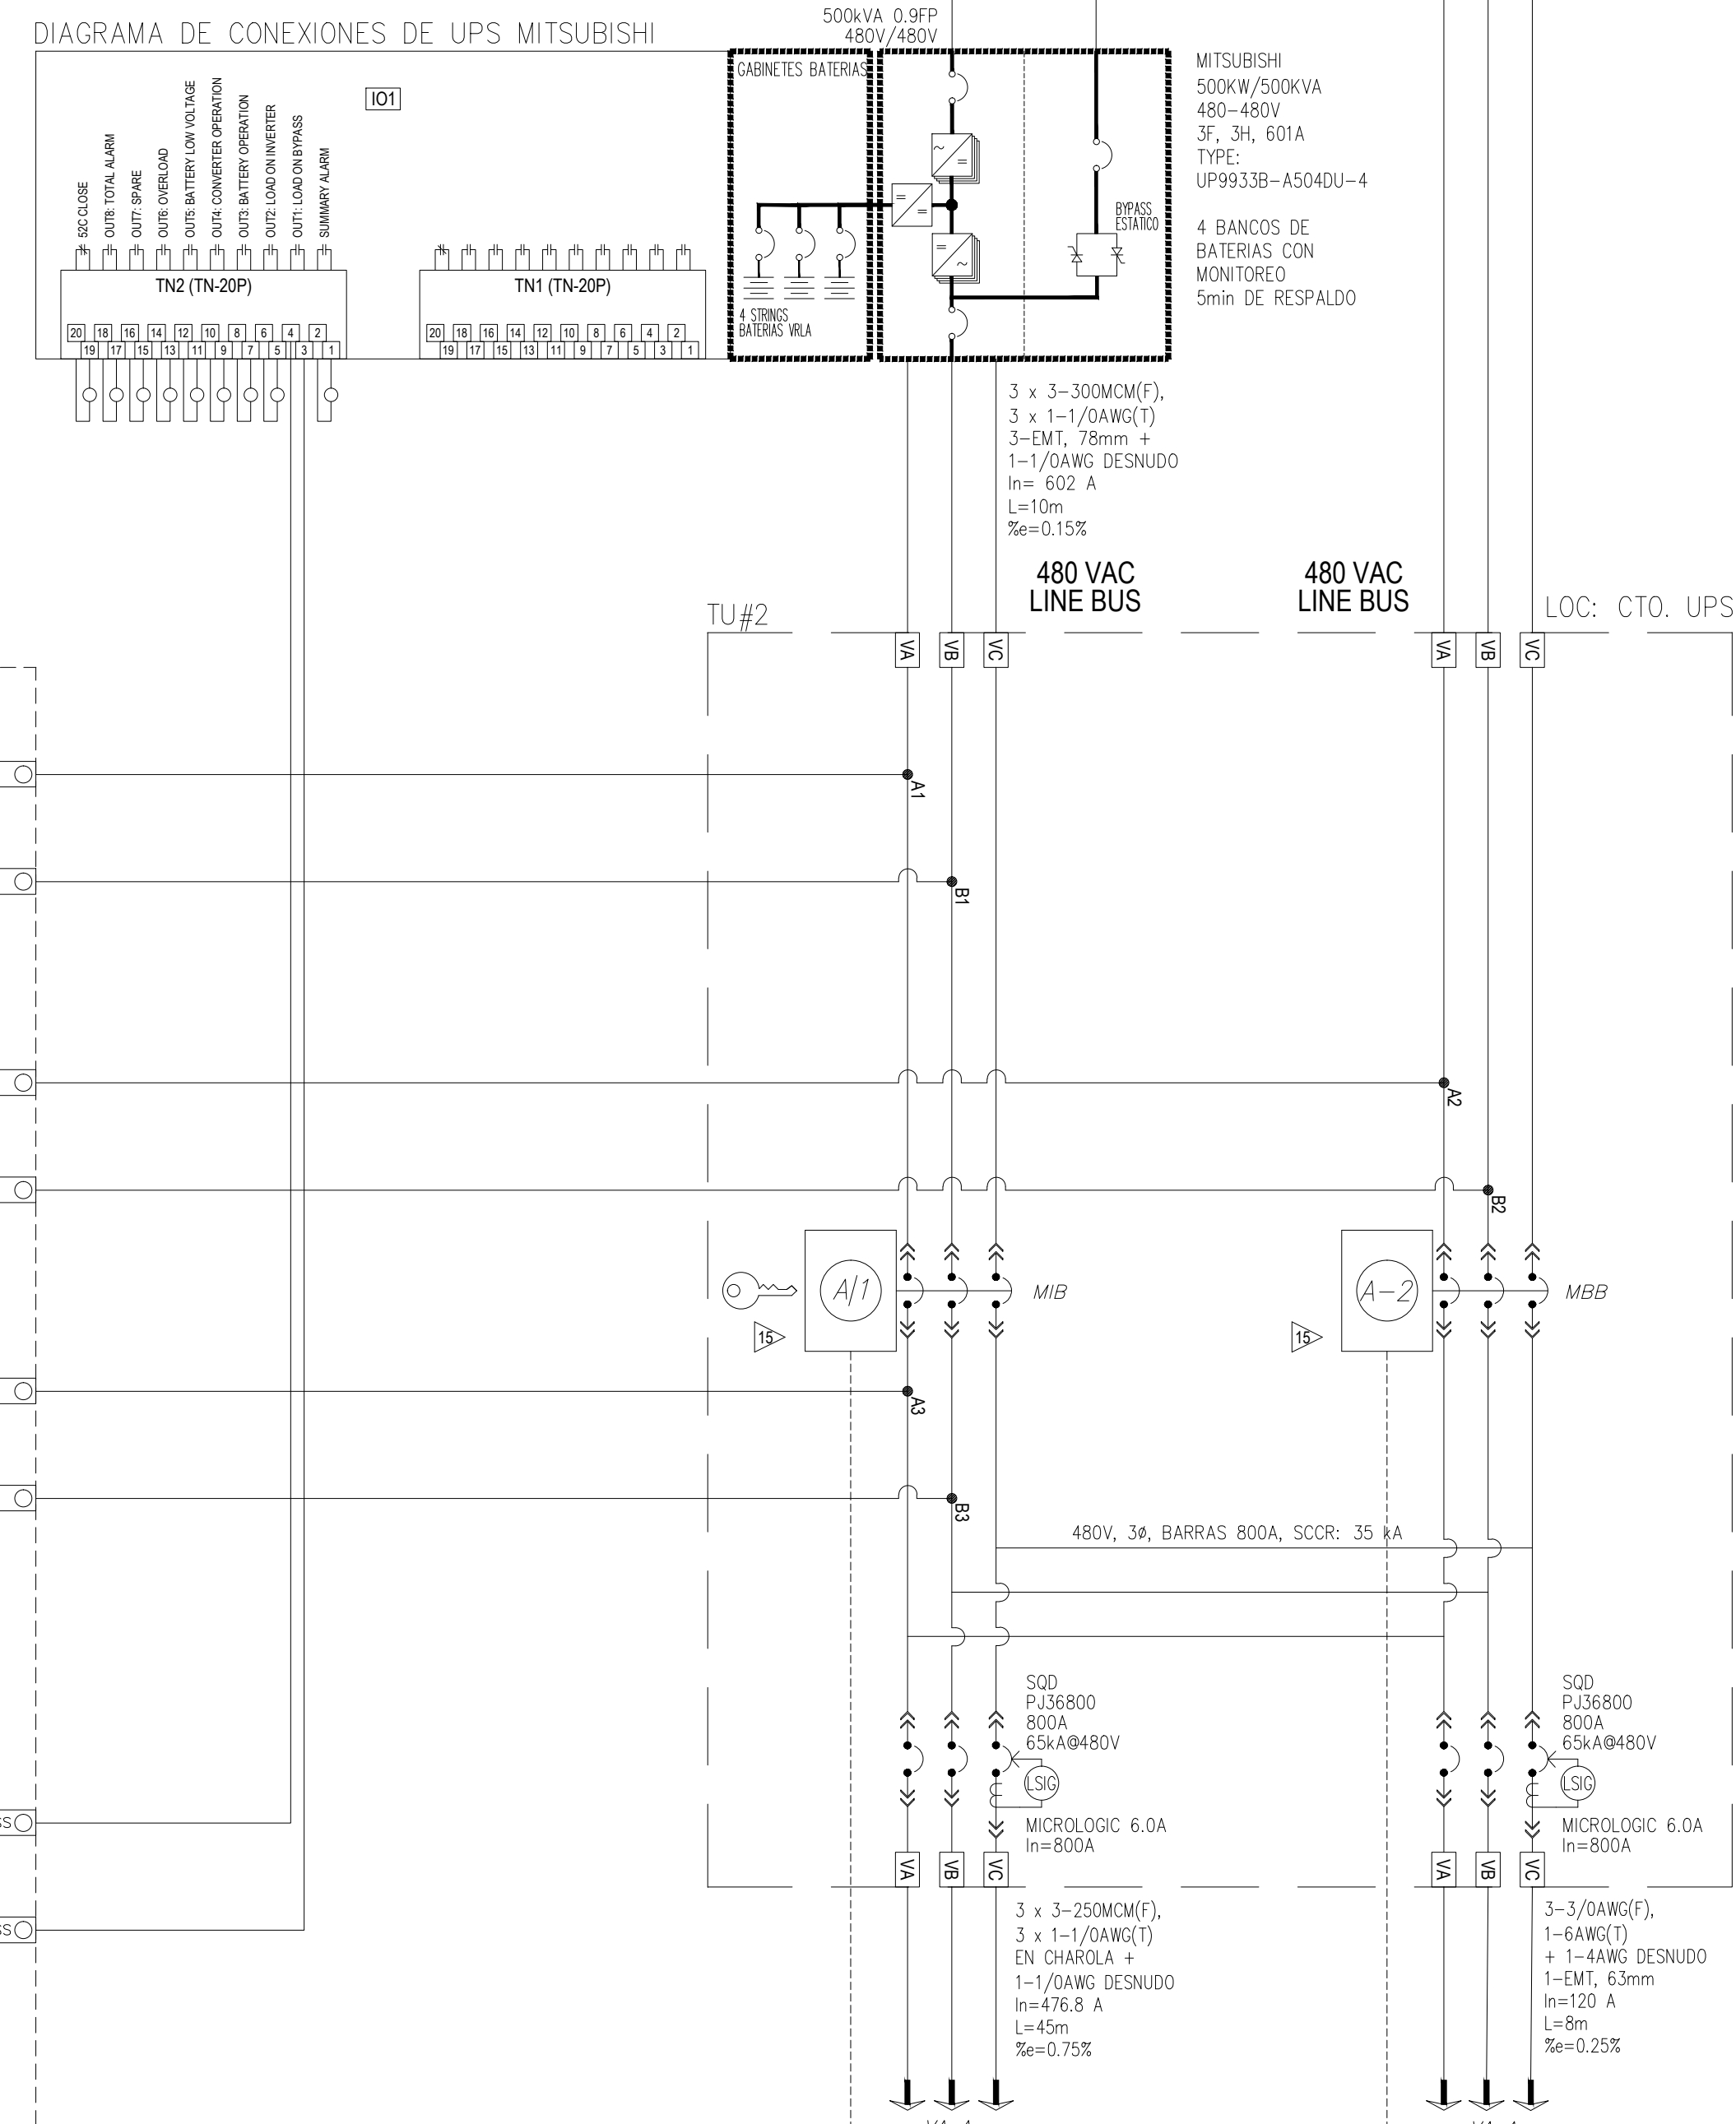 DIAGRAMA DE CONEXIONES DE UPS MITSUBISHI
500kVA 0.9FP
480V/480V
IO1
52C CLOSE
OUT8: TOTAL ALARM
OUT7: SPARE
OUT6: OVERLOAD
OUT5: BATTERY LOW VOLTAGE
OUT4: CONVERTER OPERATION
OUT3: BATTERY OPERATION
OUT2: LOAD ON INVERTER
OUT1: LOAD ON BYPASS
SUMMARY ALARM
TN2 (TN-20P)
20 18 16 14 12 10 8 6 4 2
19 17 15 13 11 9 7 5 3 1
TN1 (TN-20P)
20 18 16 14 12 10 8 6 4 2
19 17 15 13 11 9 7 5 3 1
GABINETES BATERIAS
4 STRINGS
BATERIAS VRLA
BYPASS
ESTATICO
MITSUBISHI
500KW/500KVA
480-480V
3F, 3H, 601A
TYPE:
UP9933B-A504DU-4
4 BANCOS DE
BATERIAS CON
MONITOREO
5min DE RESPALDO
3 x 3-300MCM(F),
3 x 1-1/0AWG(T)
3-EMT, 78mm +
1-1/0AWG DESNUDO
In= 602 A
L=10m
%e=0.15%
480 VAC
LINE BUS
480 VAC
LINE BUS
TU#2
LOC: CTO. UPS
VA
VB
VC
VA
VB
VC
A1
B1
A2
B2
A/1
MIB
15
A-2
MBB
15
A3
B3
480V, 3ø, BARRAS 800A, SCCR: 35 kA
SQD
PJ36800
800A
65kA@480V
LSIG
MICROLOGIC 6.0A
In=800A
SQD
PJ36800
800A
65kA@480V
LSIG
MICROLOGIC 6.0A
In=800A
VA
VB
VC
VA
VB
VC
3 x 3-250MCM(F),
3 x 1-1/0AWG(T)
EN CHAROLA +
1-1/0AWG DESNUDO
In=476.8 A
L=45m
%e=0.75%
3-3/0AWG(F),
1-6AWG(T)
+ 1-4AWG DESNUDO
1-EMT, 63mm
In=120 A
L=8m
%e=0.25%